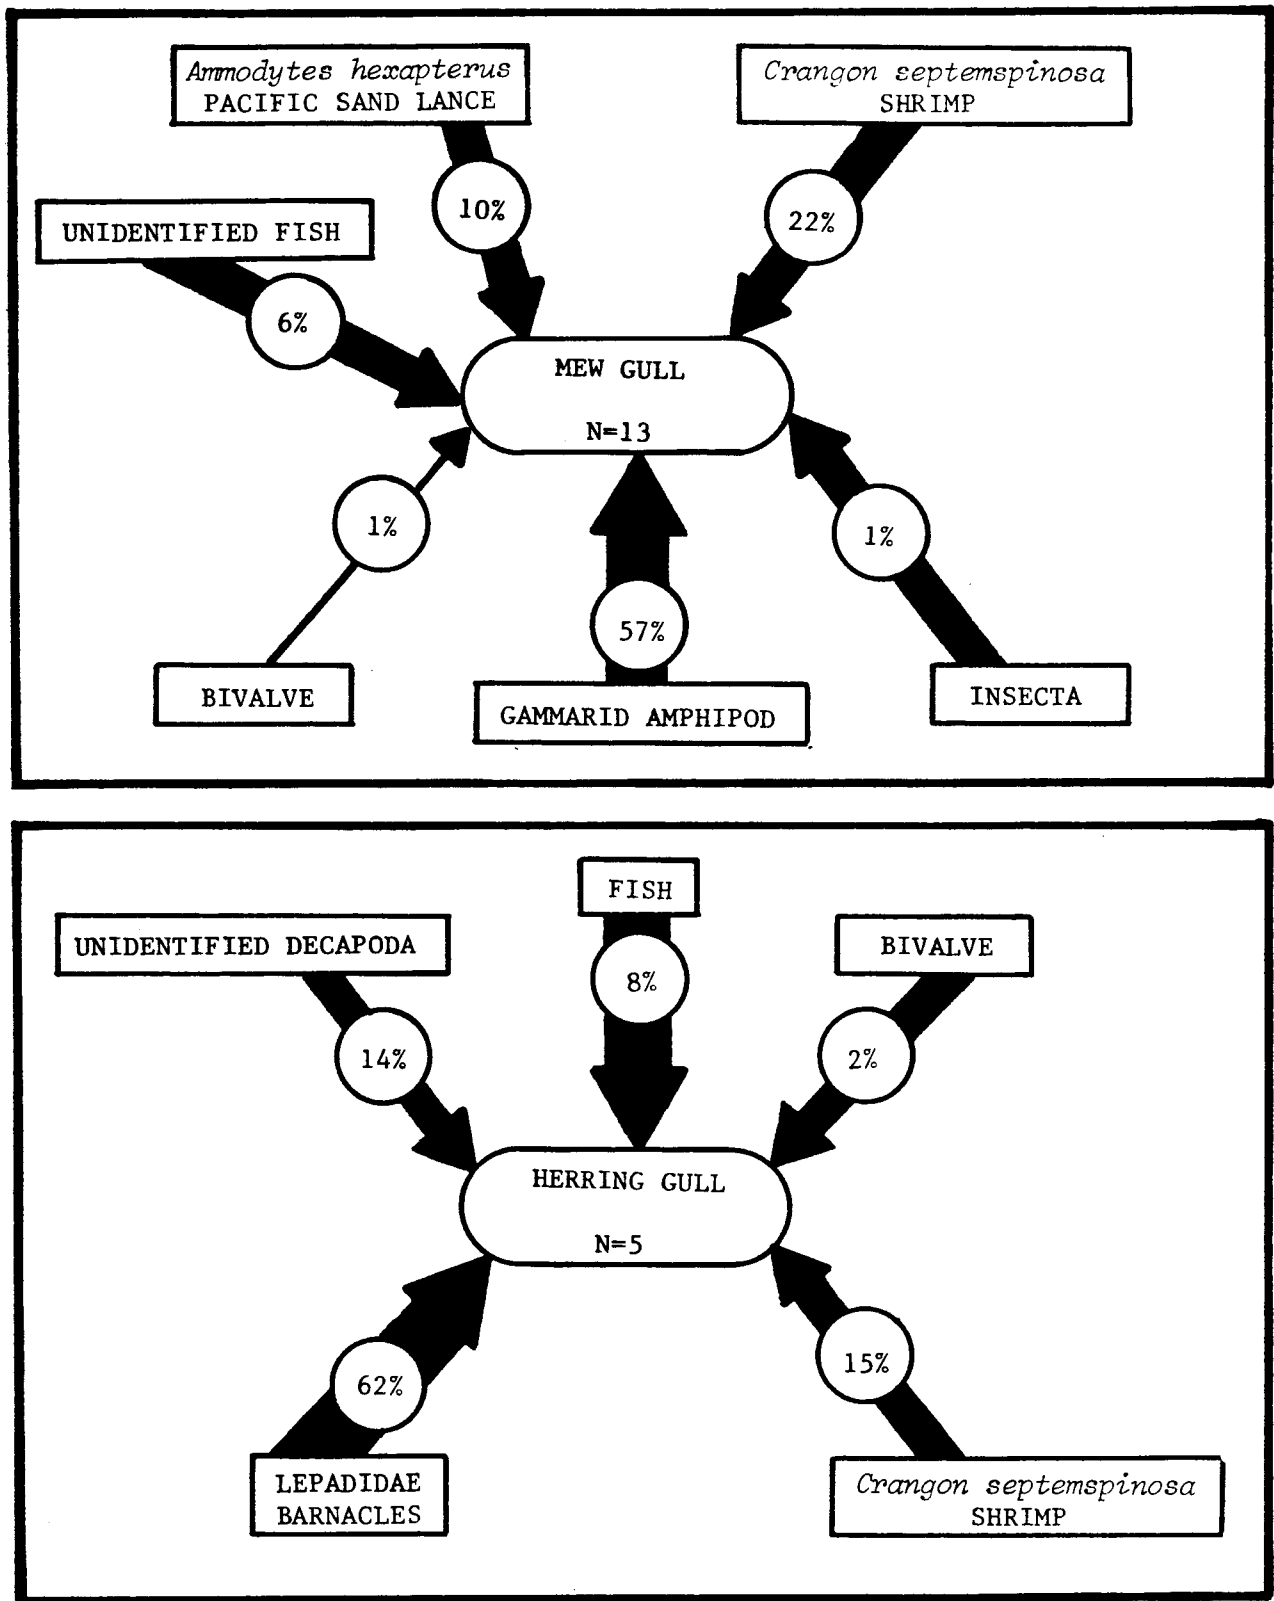 Ammodytes hexapterus
PACIFIC SAND LANCE
Crangon septemspinosa
SHRIMP
10%
22%
UNIDENTIFIED FISH
6%
MEW GULL
N=13
1%
1%
57%
BIVALVE
GAMMARID AMPHIPOD
INSECTA
FISH
UNIDENTIFIED DECAPODA
BIVALVE
8%
14%
2%
HERRING GULL
N=5
62%
15%
LEPADIDAE
BARNACLES
Crangon septemspinosa
SHRIMP